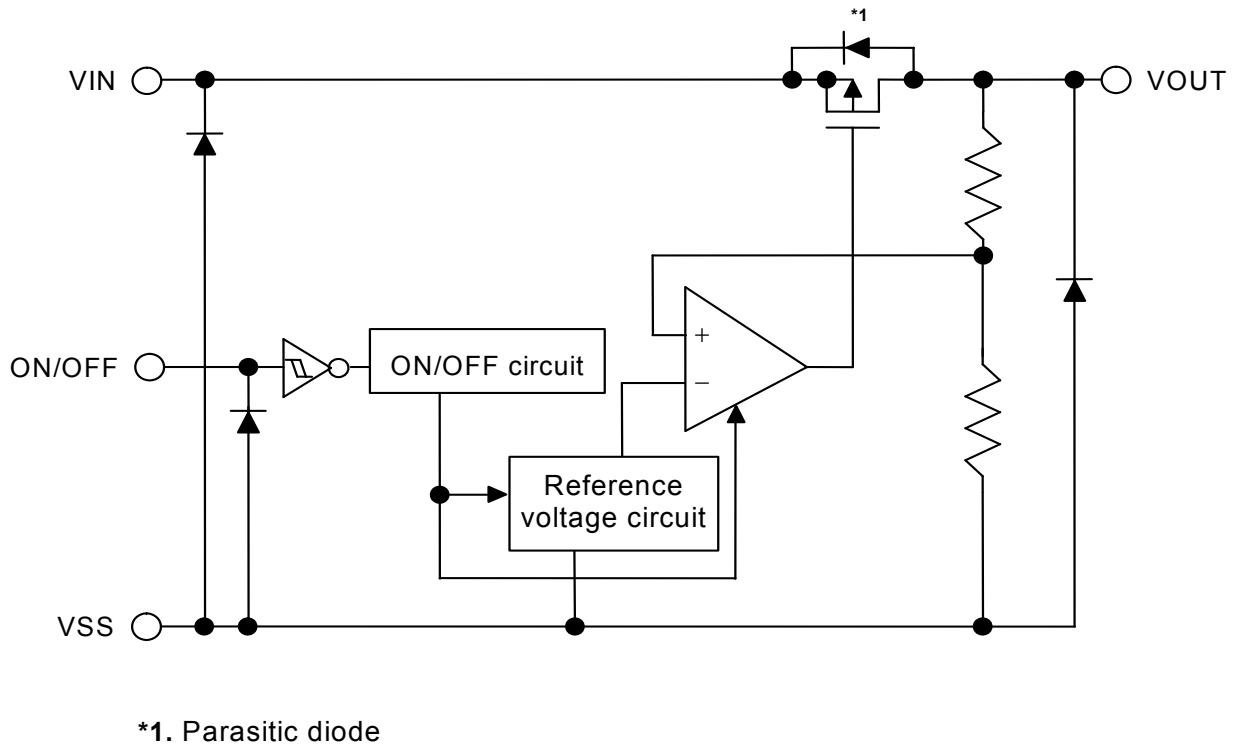 *1
VIN
VOUT
+
ON/OFF
ON/OFF circuit
−
Reference
voltage circuit
VSS
*1. Parasitic diode